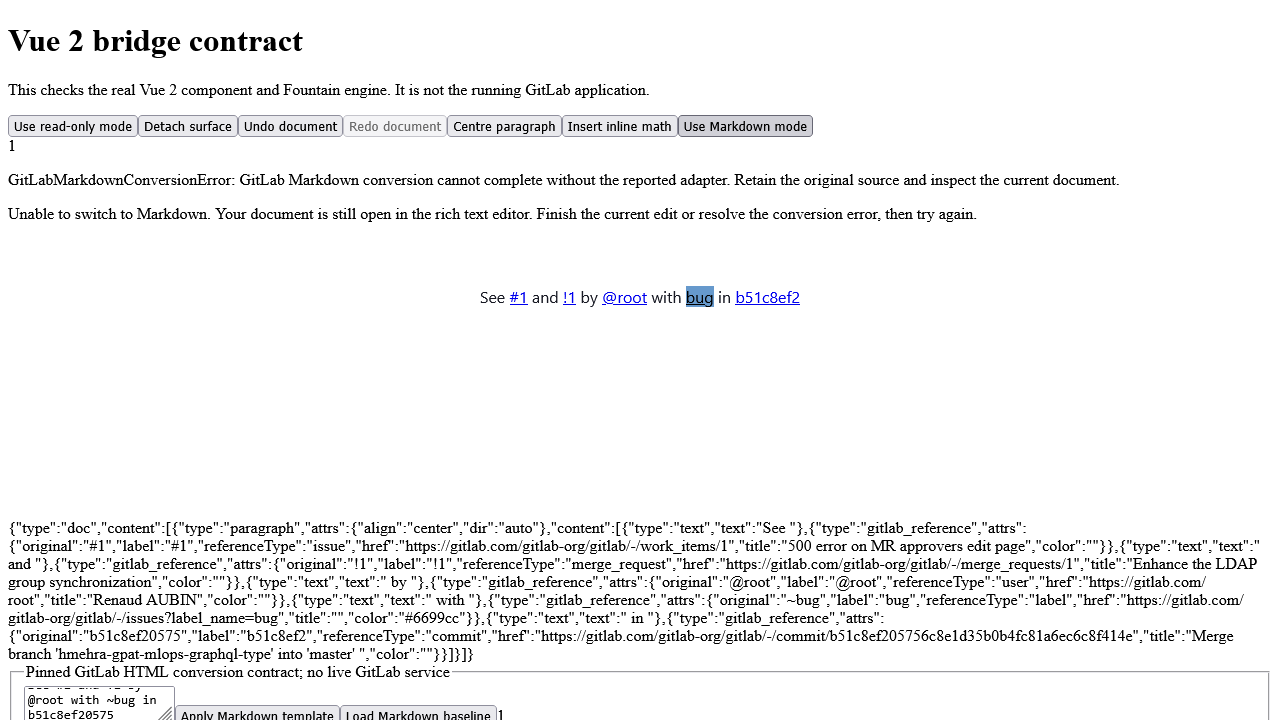 Vue 2 bridge contract
This checks the real Vue 2 component and Fountain engine. It is not the running GitLab application.
Use read-only mode Detach surface Undo document Redo document Centre paragraph Insert inline math Use Markdown mode
1
GitLabMarkdownConversionError: GitLab Markdown conversion cannot complete without the reported adapter. Retain the original source and inspect the current document.
Unable to switch to Markdown. Your document is still open in the rich text editor. Finish the current edit or resolve the conversion error, then try again.
See #1 and !1 by @root with bug in b51c8ef2
{"type":"doc","content":[{"type":"paragraph","attrs":{"align":"center","dir":"auto"},"content":[{"type":"text","text":"See "},{"type":"gitlab_reference","attrs":
{"original":"#1","label":"#1","referenceType":"issue","href":"https://gitlab.com/gitlab-org/gitlab/-/work_items/1","title":"500 error on MR approvers edit page","color":""}},{"type":"text","text":"
and "},{"type":"gitlab_reference","attrs":{"original":"!1","label":"!1","referenceType":"merge_request","href":"https://gitlab.com/gitlab-org/gitlab/-/merge_requests/1","title":"Enhance the LDAP
group synchronization","color":""}},{"type":"text","text":" by "},{"type":"gitlab_reference","attrs":{"original":"@root","label":"@root","referenceType":"user","href":"https://gitlab.com/
root","title":"Renaud AUBIN","color":""}},{"type":"text","text":" with "},{"type":"gitlab_reference","attrs":{"original":"~bug","label":"bug","referenceType":"label","href":"https://gitlab.com/
gitlab-org/gitlab/-/issues?label_name=bug","title":"","color":"#6699cc"}},{"type":"text","text":" in "},{"type":"gitlab_reference","attrs":
{"original":"b51c8ef20575","label":"b51c8ef2","referenceType":"commit","href":"https://gitlab.com/gitlab-org/gitlab/-/commit/b51c8ef205756c8e1d35b0b4fc81a6ec6c8f414e","title":"Merge
branch 'hmehra-gpat-mlops-graphql-type' into 'master' ","color":""}}]}]}
Pinned GitLab HTML conversion contract; no live GitLab service
@root with ~bug in
b51c8ef20575
Apply Markdown template Load Markdown baseline 1